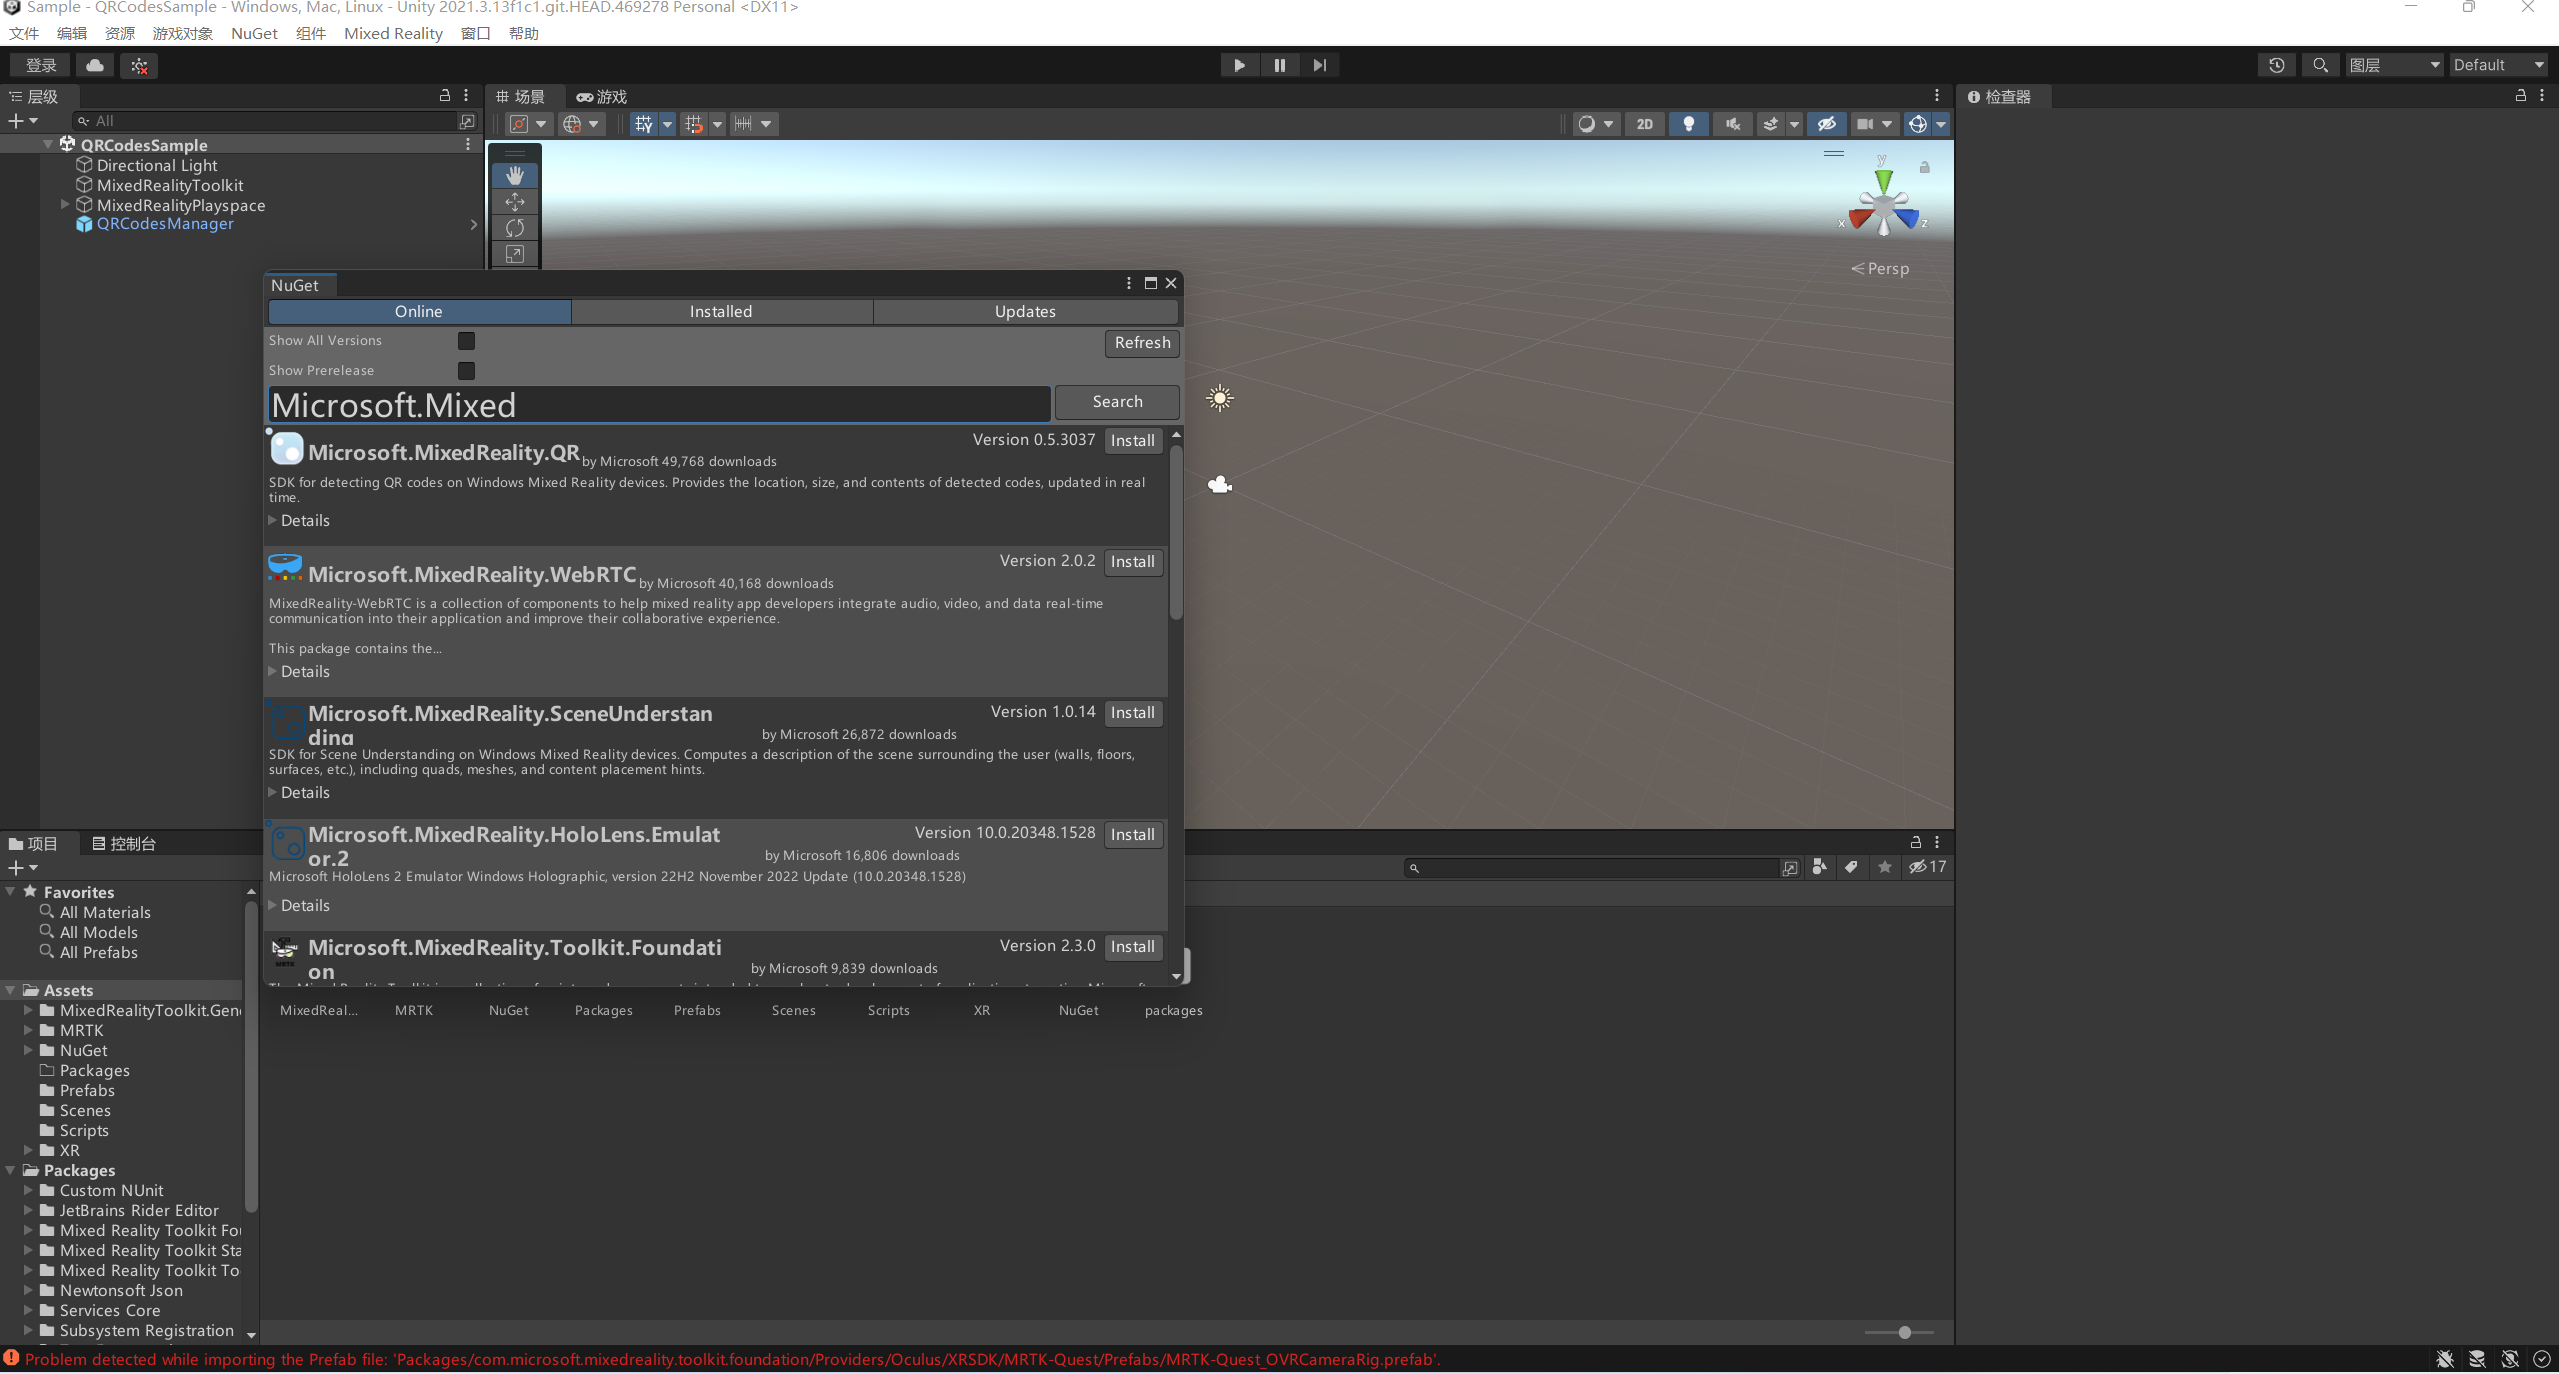 Sample - QRCodesSample - Windows, Mac, Linux - Unity 2021.3.13f1c1.git.HEAD.469278 Personal <DX11>
文件 编辑 资源 游戏对象 NuGet 组件 Mixed Reality 窗口 帮助
登录
图层
Default
层级
All
QRCodesSample
Directional Light
MixedRealityToolkit
MixedRealityPlayspace
QRCodesManager
场景
游戏
2D
y
x
z
Persp
检查器
NuGet
Online
Installed
Updates
Show All Versions
Refresh
Show Prerelease
Microsoft.Mixed
Search
Microsoft.MixedReality.QR by Microsoft 49,768 downloads
Version 0.5.3037
Install
SDK for detecting QR codes on Windows Mixed Reality devices. Provides the location, size, and contents of detected codes, updated in real
time.
Details
Microsoft.MixedReality.WebRTC by Microsoft 40,168 downloads
Version 2.0.2
Install
MixedReality-WebRTC is a collection of components to help mixed reality app developers integrate audio, video, and data real-time
communication into their application and improve their collaborative experience.
This package contains the...
Details
Microsoft.MixedReality.SceneUnderstan
ding
by Microsoft 26,872 downloads
Version 1.0.14
Install
SDK for Scene Understanding on Windows Mixed Reality devices. Computes a description of the scene surrounding the user (walls, floors,
surfaces, etc.), including quads, meshes, and content placement hints.
Details
Microsoft.MixedReality.HoloLens.Emulat
or.2
by Microsoft 16,806 downloads
Version 10.0.20348.1528
Install
Microsoft HoloLens 2 Emulator Windows Holographic, version 22H2 November 2022 Update (10.0.20348.1528)
Details
Microsoft.MixedReality.Toolkit.Foundati
on
by Microsoft 9,839 downloads
Version 2.3.0
Install
项目
控制台
17
Favorites
All Materials
All Models
All Prefabs
Assets
MixedRealityToolkit.Gen
MRTK
NuGet
Packages
Prefabs
Scenes
Scripts
XR
Packages
Custom NUnit
JetBrains Rider Editor
Mixed Reality Toolkit Fou
Mixed Reality Toolkit Sta
Mixed Reality Toolkit To
Newtonsoft Json
Services Core
Subsystem Registration
MixedReal... MRTK NuGet Packages Prefabs Scenes Scripts XR NuGet packages
Problem detected while importing the Prefab file: 'Packages/com.microsoft.mixedreality.toolkit.foundation/Providers/Oculus/XRSDK/MRTK-Quest/Prefabs/MRTK-Quest_OVRCameraRig.prefab'.